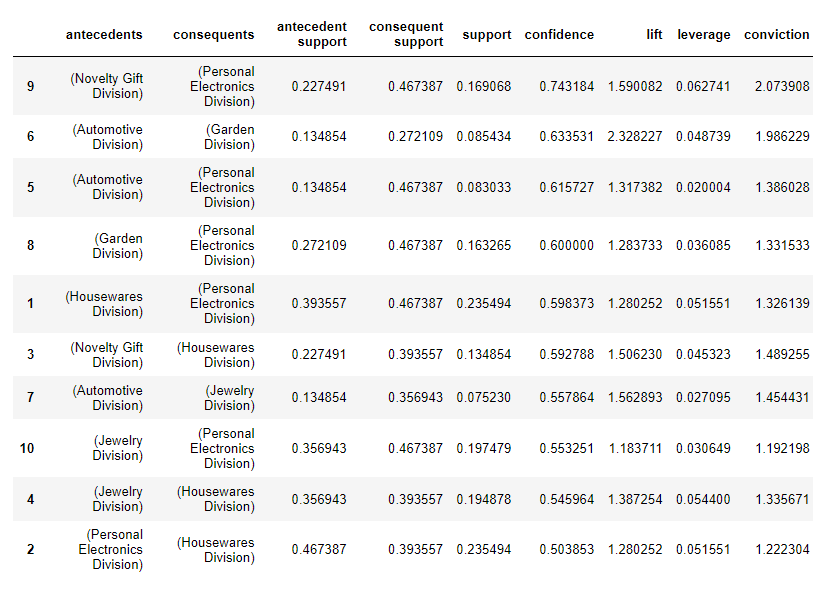 antecedents consequents antecedent support consequent support support confidence lift leverage conviction
9 (Novelty Gift Division) (Personal Electronics Division) 0.227491 0.467387 0.169068 0.743184 1.590082 0.062741 2.073908
6 (Automotive Division) (Garden Division) 0.134854 0.272109 0.085434 0.633531 2.328227 0.048739 1.986229
5 (Automotive Division) (Personal Electronics Division) 0.134854 0.467387 0.083033 0.615727 1.317382 0.020004 1.386028
8 (Garden Division) (Personal Electronics Division) 0.272109 0.467387 0.163265 0.600000 1.283733 0.036085 1.331533
1 (Housewares Division) (Personal Electronics Division) 0.393557 0.467387 0.235494 0.598373 1.280252 0.051551 1.326139
3 (Novelty Gift Division) (Housewares Division) 0.227491 0.393557 0.134854 0.592788 1.506230 0.045323 1.489255
7 (Automotive Division) (Jewelry Division) 0.134854 0.356943 0.075230 0.557864 1.562893 0.027095 1.454431
10 (Jewelry Division) (Personal Electronics Division) 0.356943 0.467387 0.197479 0.553251 1.183711 0.030649 1.192198
4 (Jewelry Division) (Housewares Division) 0.356943 0.393557 0.194878 0.545964 1.387254 0.054400 1.335671
2 (Personal Electronics Division) (Housewares Division) 0.467387 0.393557 0.235494 0.503853 1.280252 0.051551 1.222304